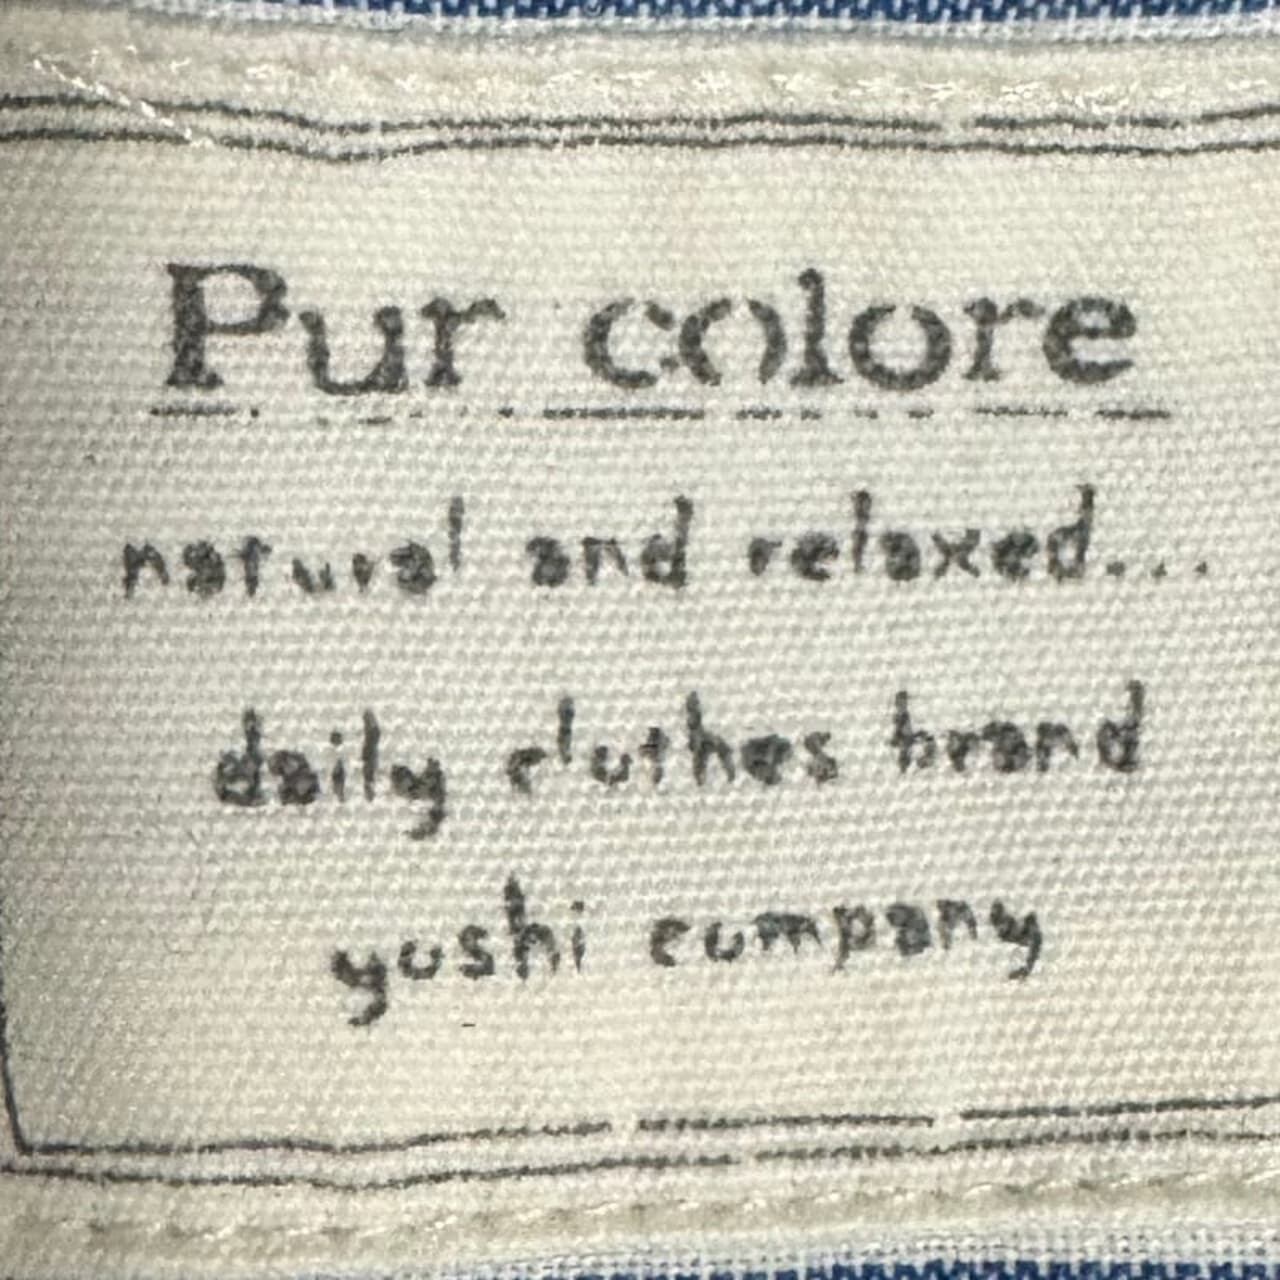 Pur colore
natural and relaxed...
daily clothes brand
yoshi company